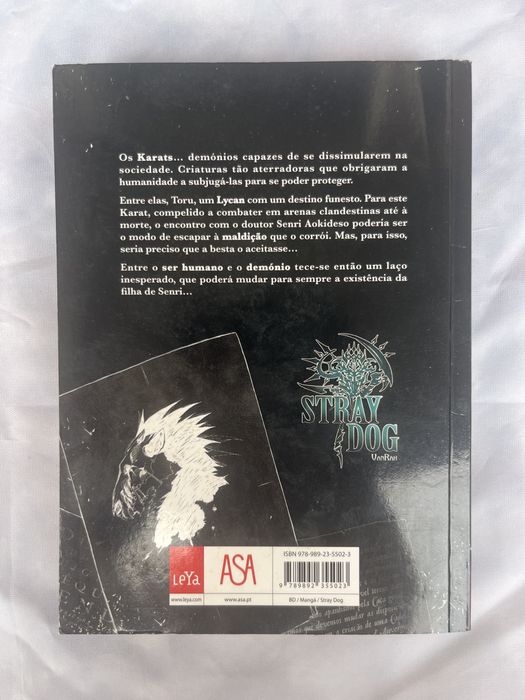 Os Karats... demónios capazes de se dissimularem na
sociedade. Criaturas tão aterradoras que obrigaram
a humanidade a subjugá-las para se poder proteger.
Entre elas, Toru, um Lycan com um destino funesto. Para este
Karat, compelido a combater em arenas clandestinas até à
morte, o encontro com o doutor Senri Aokideso poderia ser
o modo de escapar à maldição que o corrói. Mas, para isso,
seria preciso que a besta o aceitasse...
Entre o ser humano e o demónio tece-se então um laço
inesperado, que poderá mudar para sempre a existência da
filha de Senri...
STRAY
DOG
VanRah
ISBN 978-989-23-5502-3
9 789892 355023
LeYa
ASA
www.leya.com
www.asa.pt
BD / Mangá / Stray Dog